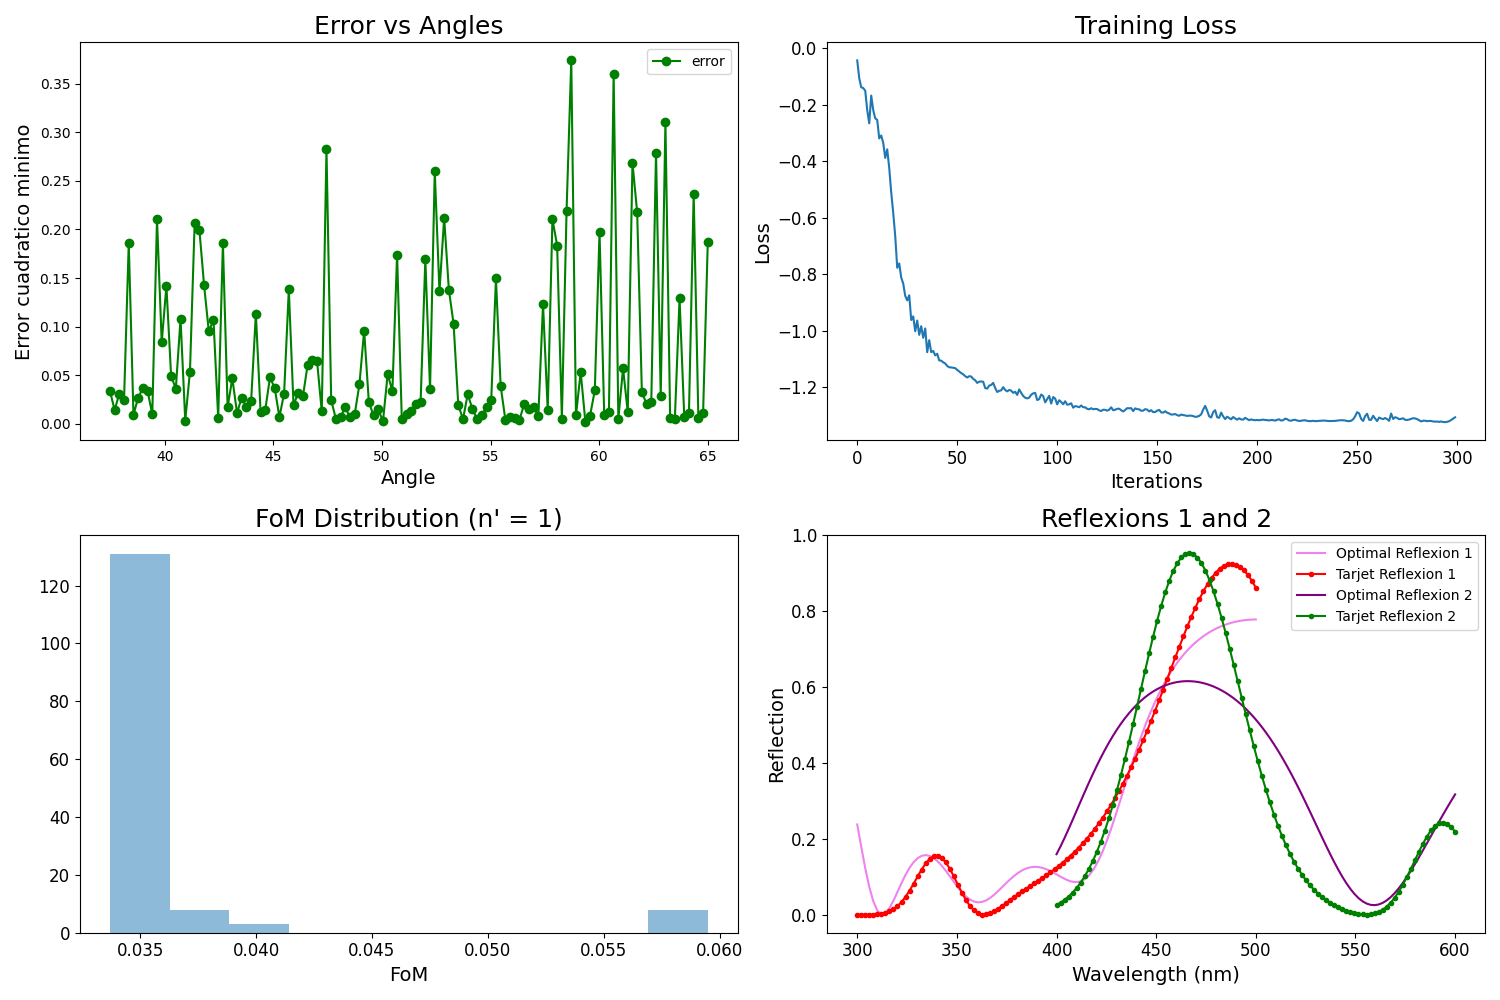 Error vs Angles
Error cuadratico minimo
0.35
0.30
0.25
0.20
0.15
0.10
0.05
0.00
error
40 45 50 55 60 65
Angle
Training Loss
Loss
0.0
−0.2
−0.4
−0.6
−0.8
−1.0
−1.2
0 50 100 150 200 250 300
Iterations
FoM Distribution (n' = 1)
120
100
80
60
40
20
0
0.035 0.040 0.045 0.050 0.055 0.060
FoM
Reflexions 1 and 2
Reflection
1.0
0.8
0.6
0.4
0.2
0.0
Optimal Reflexion 1
Tarjet Reflexion 1
Optimal Reflexion 2
Tarjet Reflexion 2
300 350 400 450 500 550 600
Wavelength (nm)